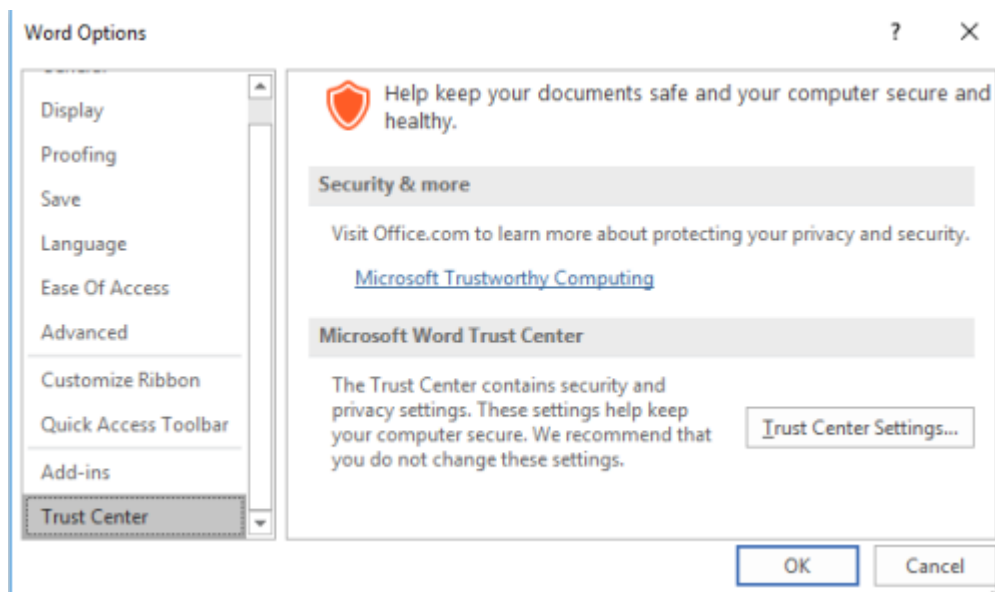 Word Options
?
Display
Proofing
Save
Language
Ease Of Access
Advanced
Customize Ribbon
Quick Access Toolbar
Add-ins
Trust Center
Help keep your documents safe and your computer secure and
healthy.
Security & more
Visit Office.com to learn more about protecting your privacy and security.
Microsoft Trustworthy Computing
Microsoft Word Trust Center
The Trust Center contains security and
privacy settings. These settings help keep
your computer secure. We recommend that
you do not change these settings.
Trust Center Settings...
OK
Cancel